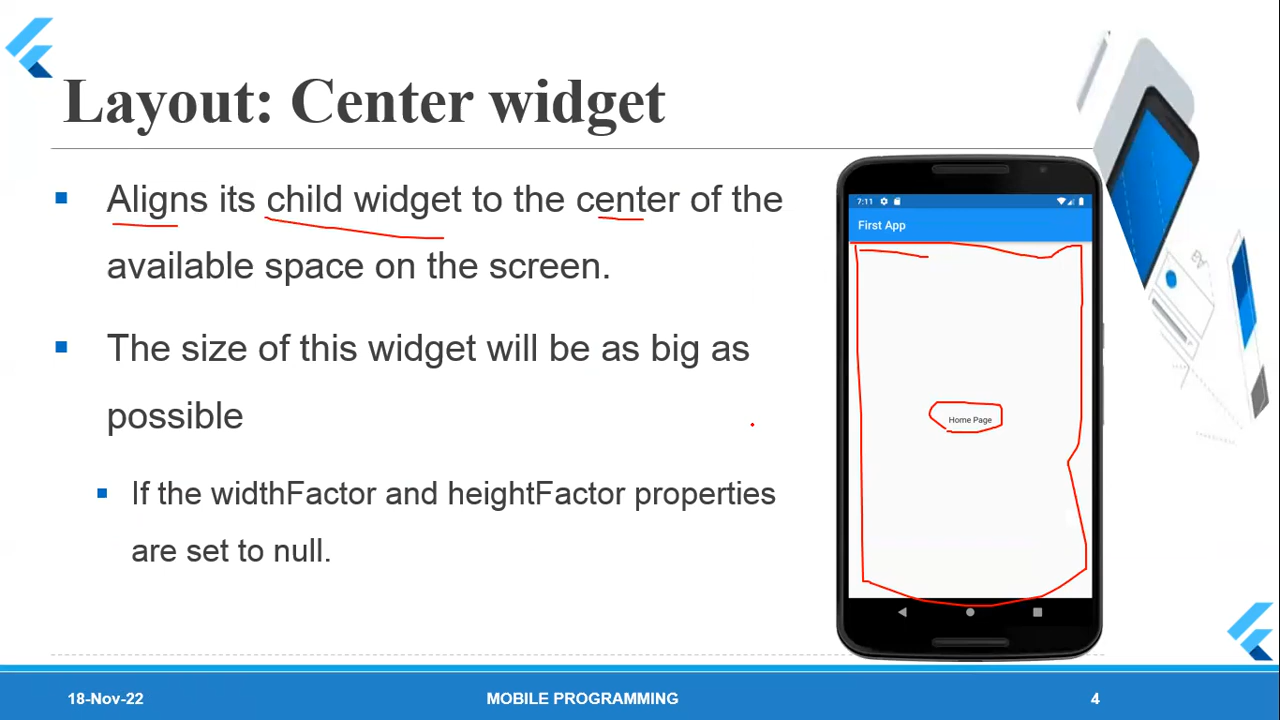 Layout: Center widget
Aligns its child widget to the center of the
available space on the screen.
The size of this widget will be as big as
possible
If the widthFactor and heightFactor properties
are set to null.
7:11
First App
Home Page
18-Nov-22
MOBILE PROGRAMMING
4